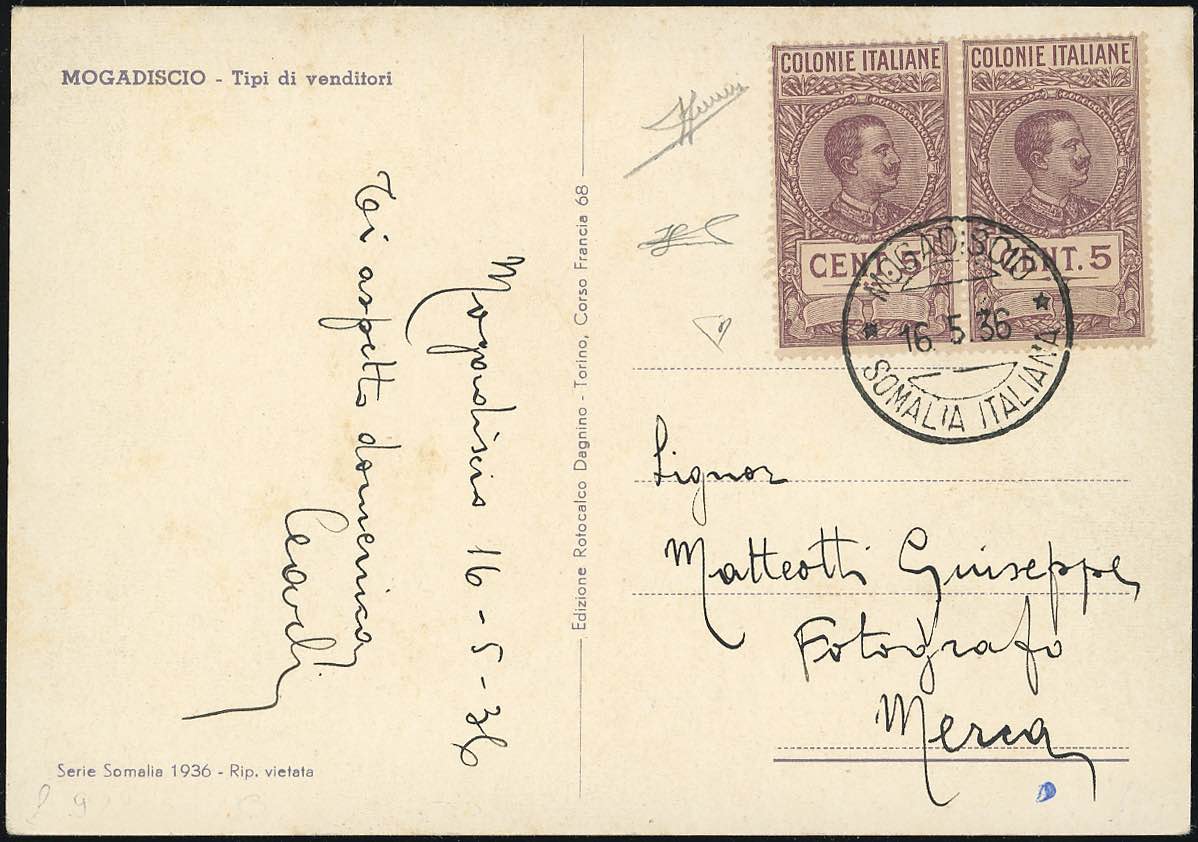 MOGADISCIO - Tipi di venditori
Mogadiscio 16-5-36
Ti aspetto domenica
Serie Somalia 1936 - Rip. vietata
Edizione Rotocalco Dagnino - Torino, Corso Francia 68
COLONIE ITALIANE
CENT. 5
COLONIE ITALIANE
CENT. 5
MOGADISCIO
16.5.36
SOMALIA ITALIANA
Signor
Matteotti Giuseppe
Fotografo
Merca